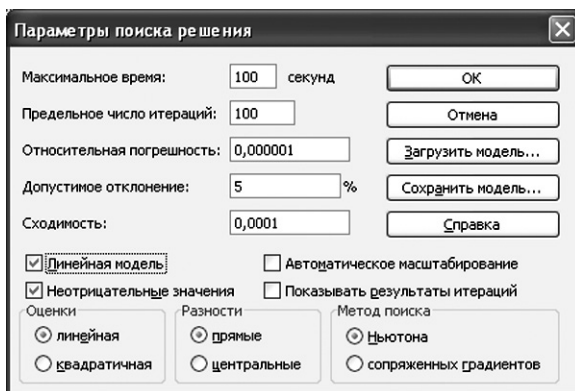 Параметры поиска решения
Максимальное время: 100 секунд ОК
Предельное число итераций: 100 Отмена
Относительная погрешность: 0,000001 Загрузить модель...
Допустимое отклонение: 5 % Сохранить модель...
Сходимость: 0,0001 Справка
Линейная модель Автоматическое масштабирование
Неотрицательные значения Показывать результаты итераций
Оценки Разности Метод поиска
линейная прямые Ньютона
квадратичная центральные сопряженных градиентов